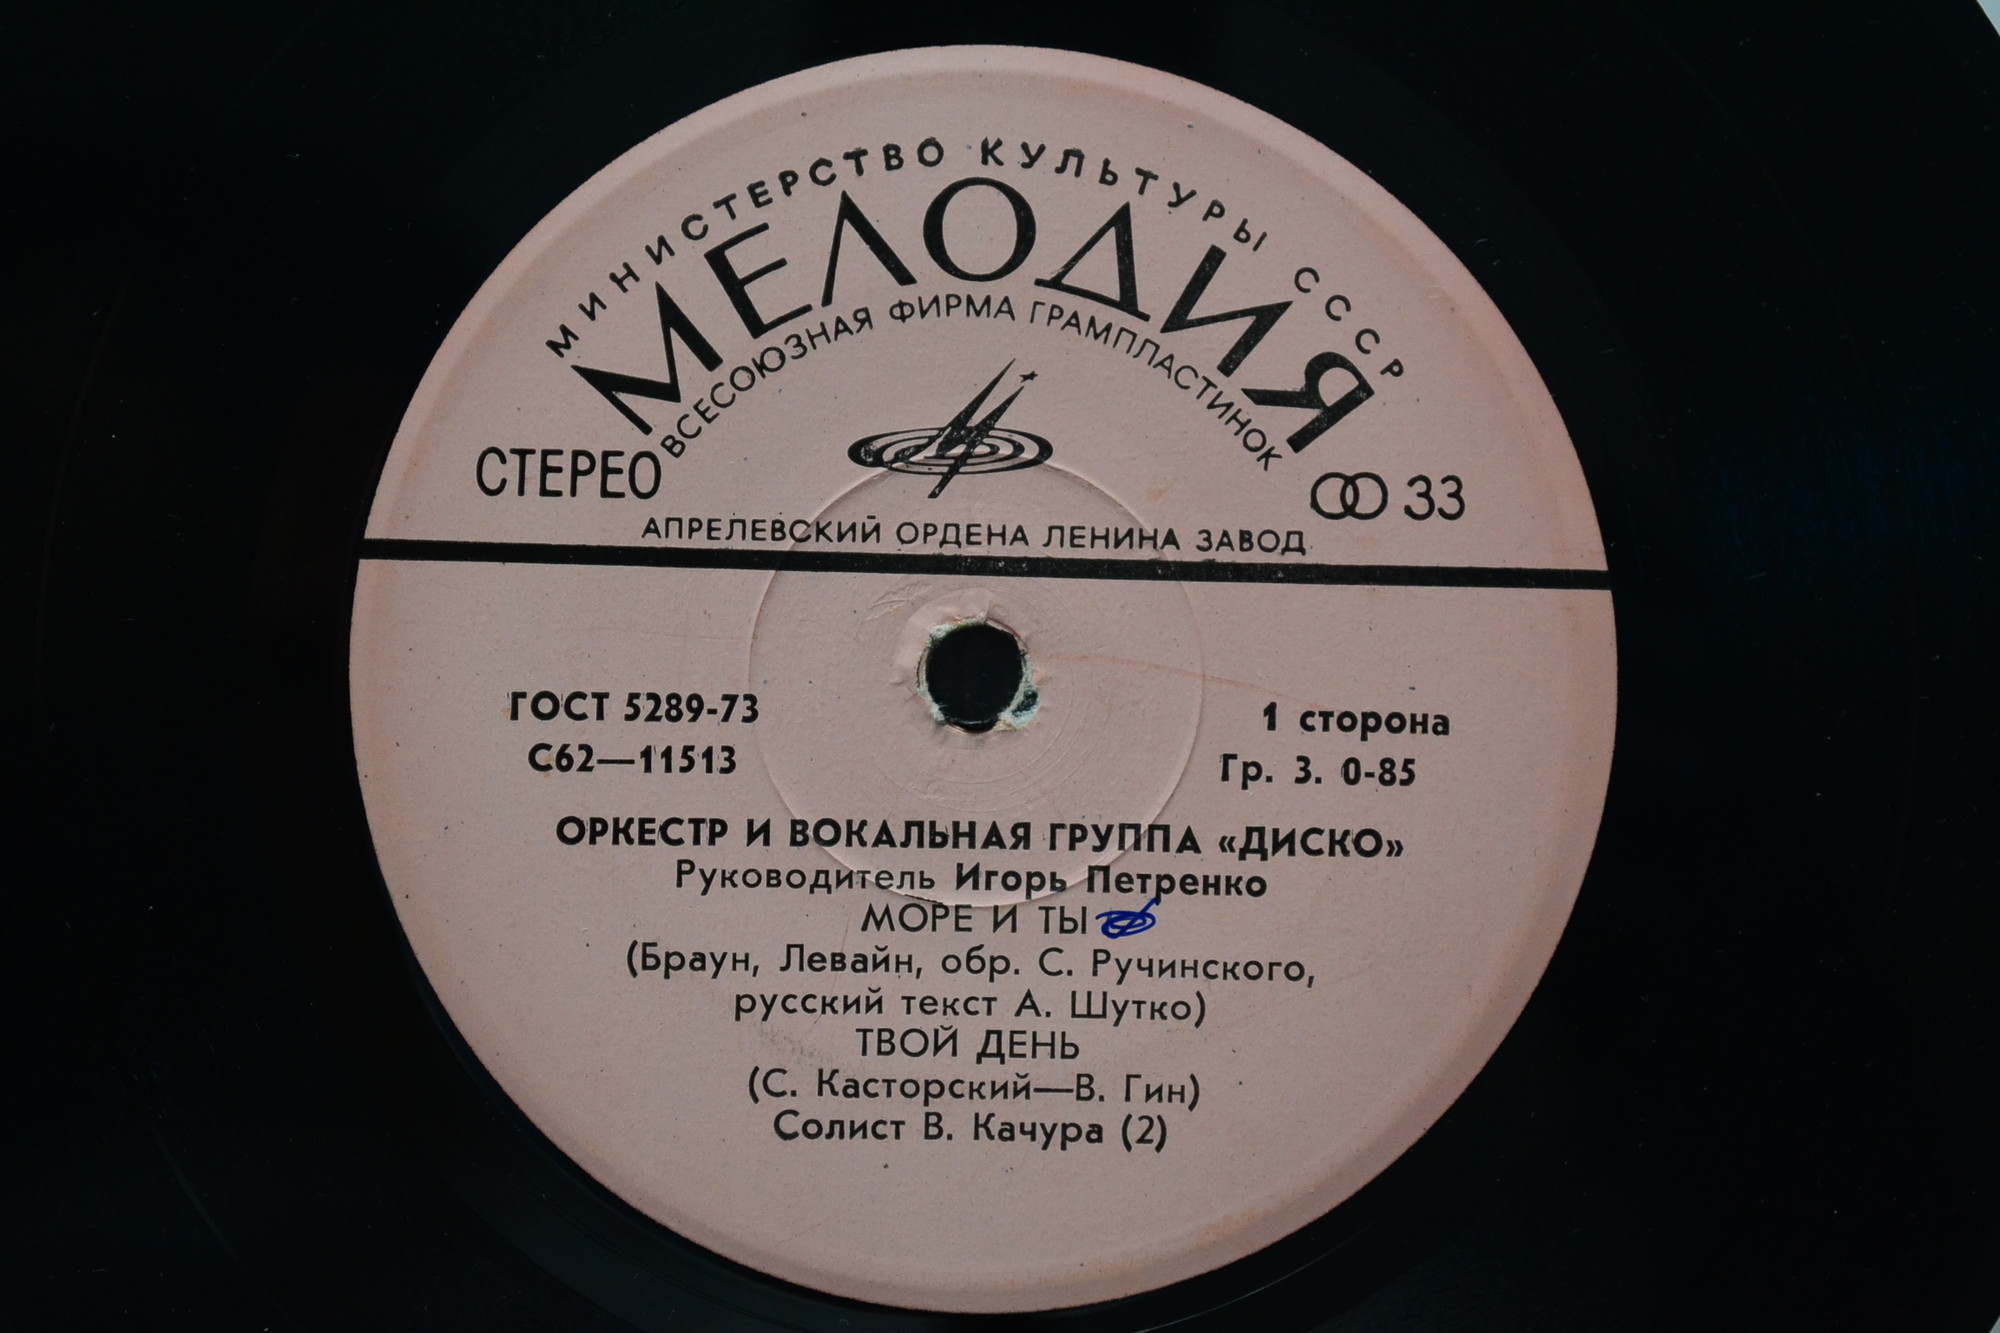 МИНИСТЕРСТВО КУЛЬТУРЫ СССР
МЕЛОДИЯ
ВСЕСОЮЗНАЯ ФИРМА ГРАМПЛАСТИНОК
СТЕРЕО
33
АПРЕЛЕВСКИЙ ОРДЕНА ЛЕНИНА ЗАВОД
ГОСТ 5289-73
1 сторона
С62—11513
Гр. 3. 0-85
ОРКЕСТР И ВОКАЛЬНАЯ ГРУППА «ДИСКО»
Руководитель Игорь Петренко
МОРЕ И ТЫ
(Браун, Левайн, обр. С. Ручинского,
русский текст А. Шутко)
ТВОЙ ДЕНЬ
(С. Касторский—В. Гин)
Солист В. Качура (2)